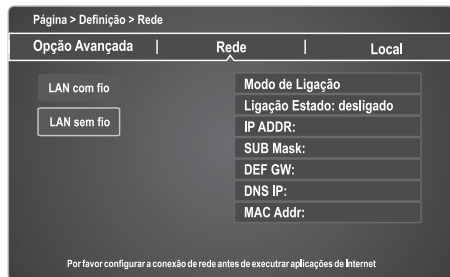 Página > Definição > Rede
Opção Avançada | Rede | Local
LAN com fio
LAN sem fio
Modo de Ligação
Ligação Estado: desligado
IP ADDR:
SUB Mask:
DEF GW:
DNS IP:
MAC Addr:
Por favor configurar a conexão de rede antes de executrar aplicações de Internet